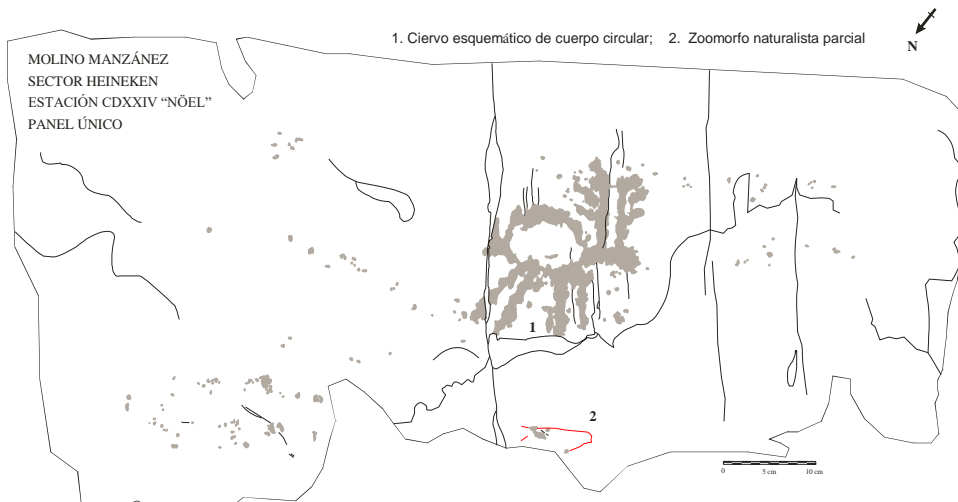 1. Ciervo esquemático de cuerpo circular; 2. Zoomorfo naturalista parcial
N
MOLINO MANZÁNEZ
SECTOR HEINEKEN
ESTACIÓN CDXXIV “NÖEL”
PANEL ÚNICO
1
2
0 5 cm 10 cm